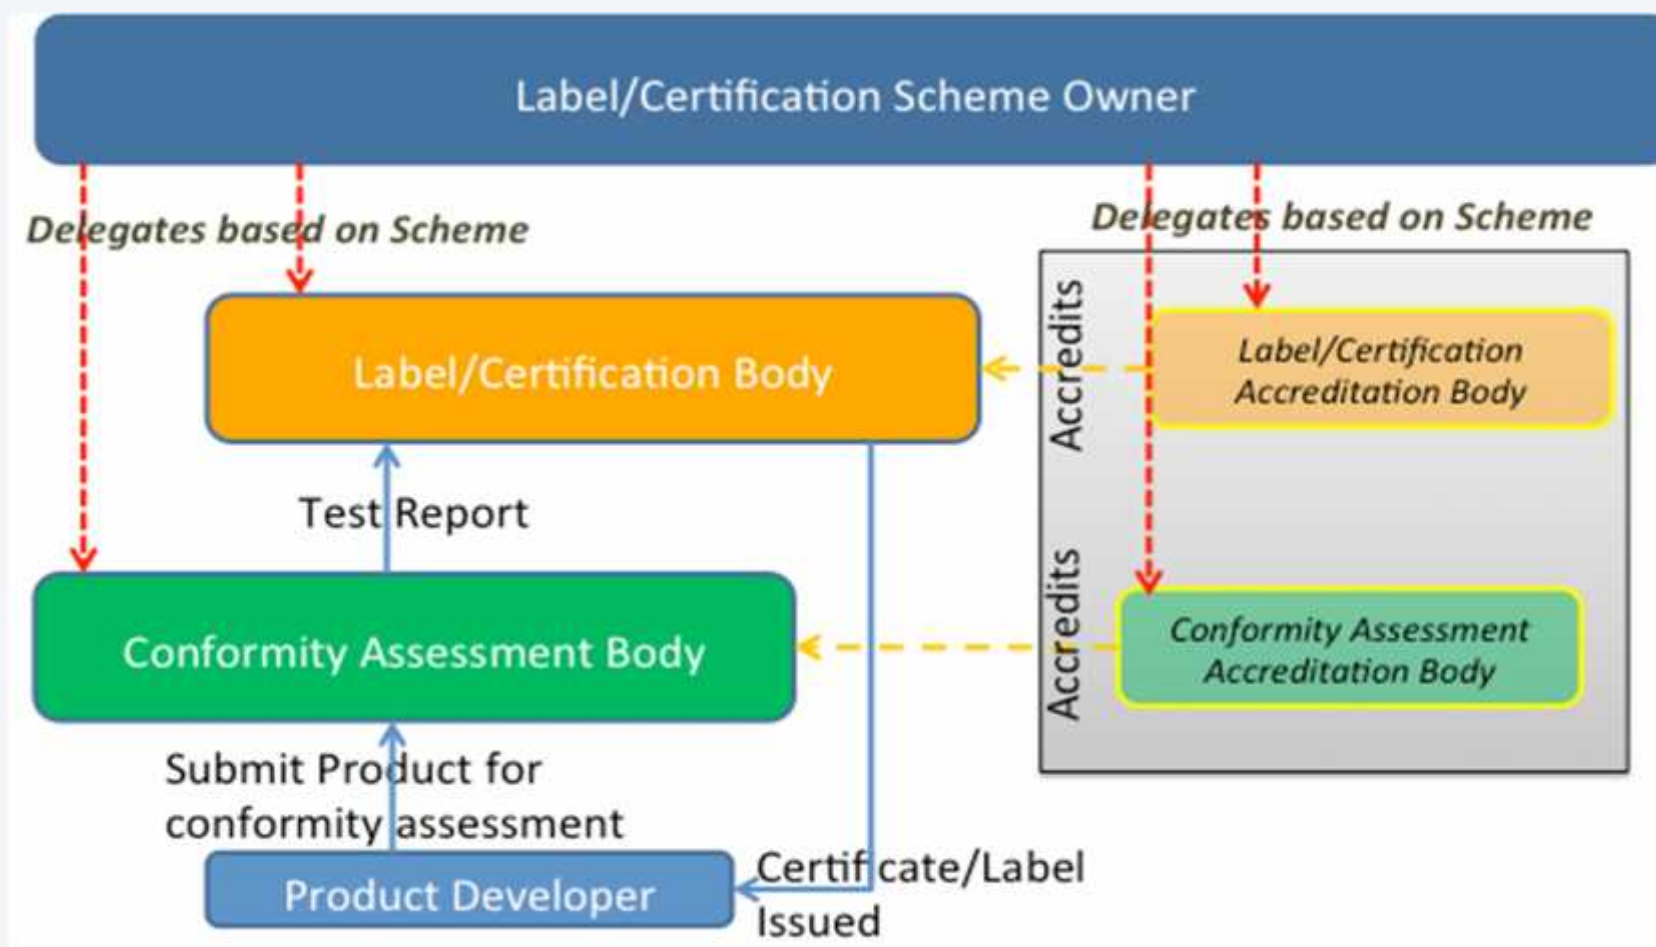 Label/Certification Scheme Owner
Delegates based on Scheme
Delegates based on Scheme
Label/Certification Body
Accredits
Label/Certification
Accreditation Body
Test Report
Conformity Assessment Body
Accredits
Conformity Assessment
Accreditation Body
Submit Product for
conformity assessment
Product Developer
Certificate/Label
Issued